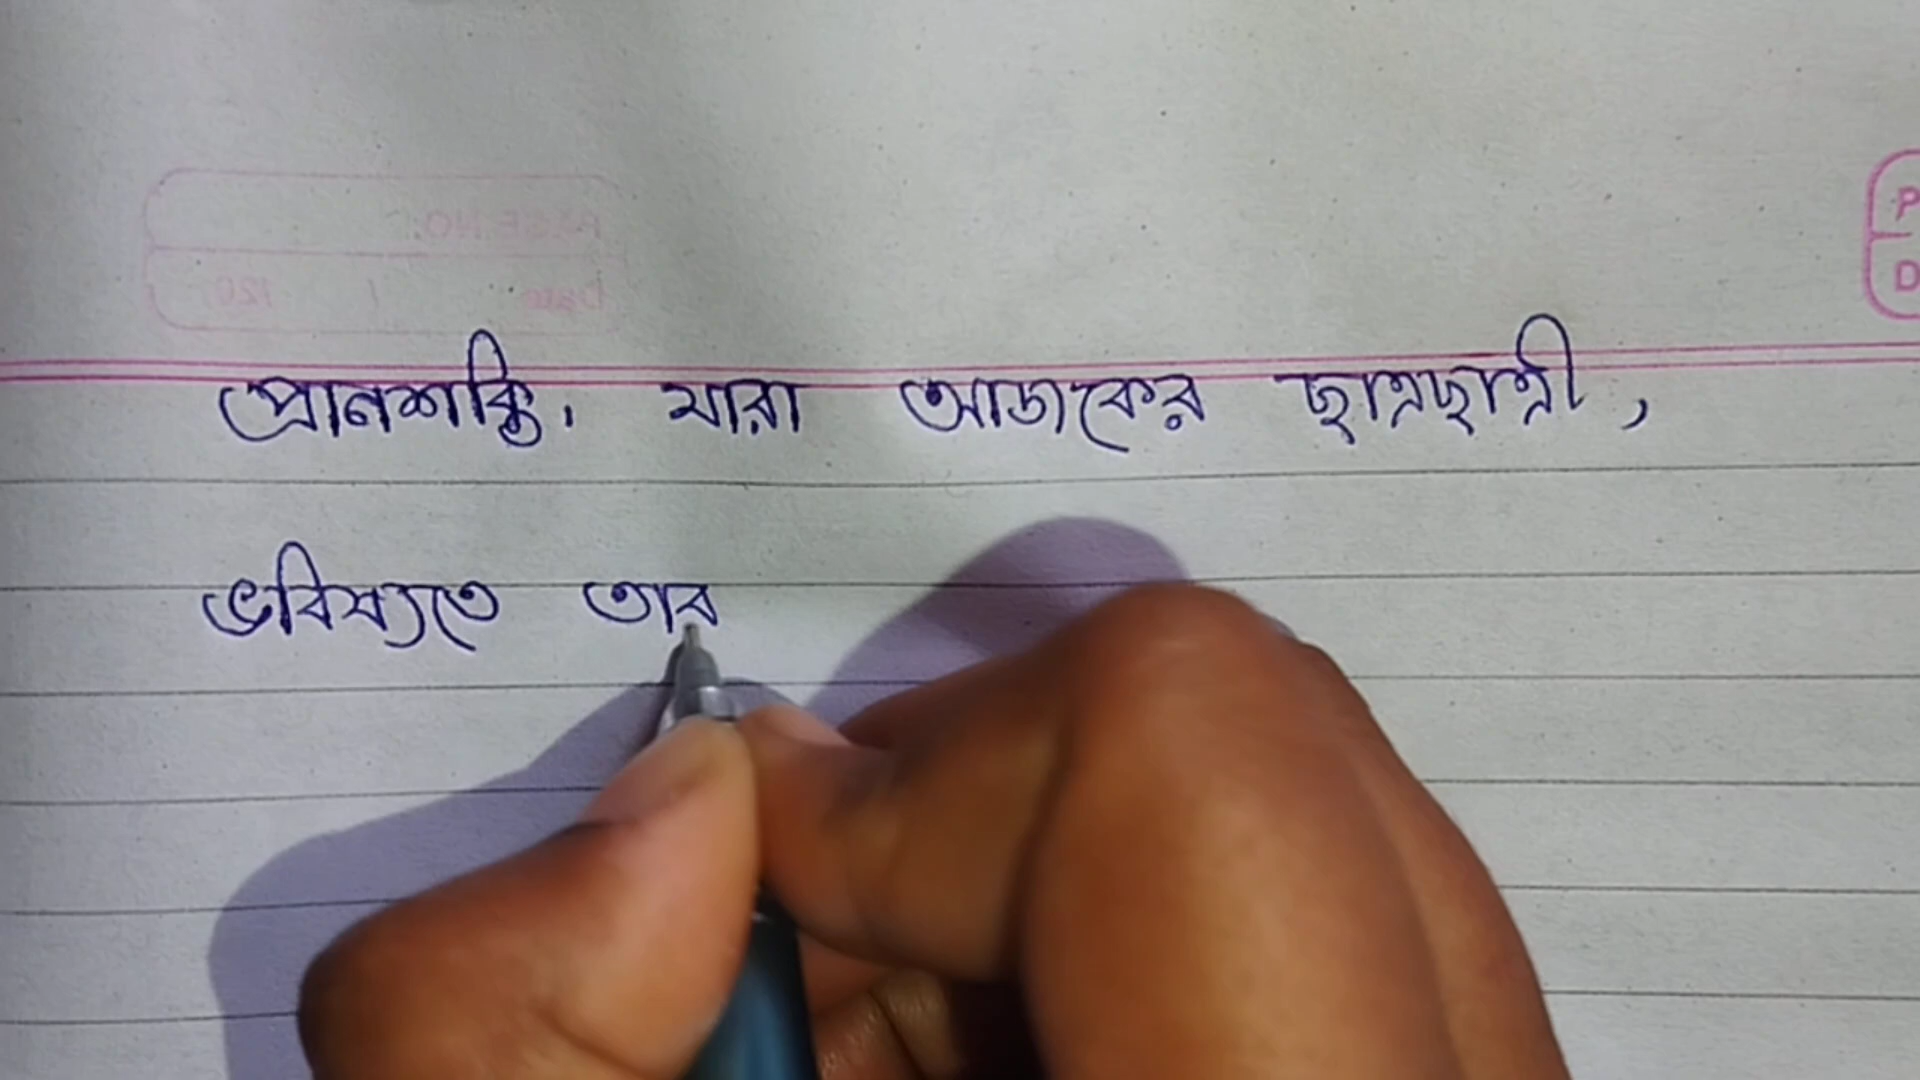 প্রানশক্তি। যারা আজকের ছাত্রছাত্রী,
ভবিষ্যতে তাব